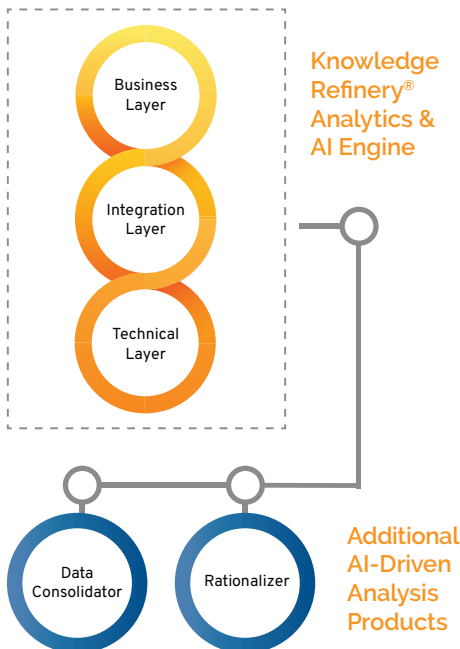 Business
Layer
Integration
Layer
Technical
Layer
Knowledge
Refinery®
Analytics &
AI Engine
Data
Consolidator
Rationalizer
Additional
AI-Driven
Analysis
Products